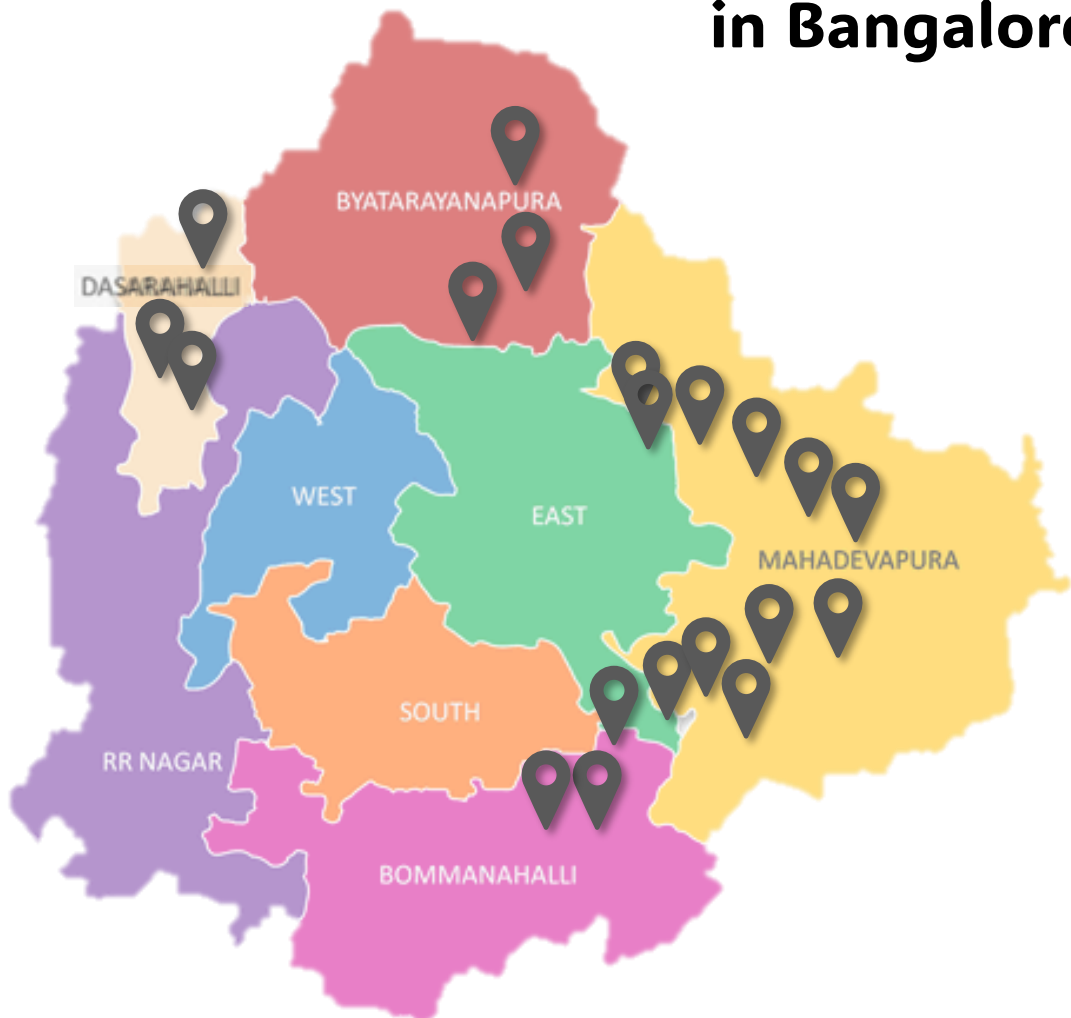 in Bangalore
BYATARAYANAPURA
DASARAHALLI
WEST
EAST
MAHADEVAPURA
SOUTH
RR NAGAR
BOMMANAHALLI